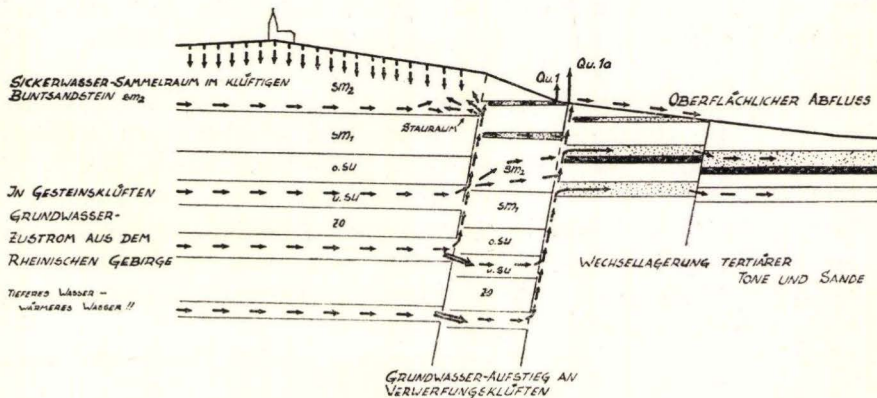 Qu.1 Qu.1a
SICKERWASSER-SAMMELRAUM IM KLÜFTIGEN
BUNTSANDSTEIN sm₂
sm₂
OBERFLÄCHLICHER ABFLUSS
STAURAUM
sm₁
o.su
sm₂
IN GESTEINSKLÜFTEN
GRUNDWASSER-
ZUSTROM AUS DEM
RHEINISCHEN GEBIRGE
u.su
sm₁
zo
o.su
u.su
zo
WECHSELLAGERUNG TERTIÄRER
TONE UND SANDE
TIEFERES WASSER –
WÄRMERES WASSER !!
GRUNDWASSER-AUFSTIEG AN
VERWERFUNGSKLÜFTEN